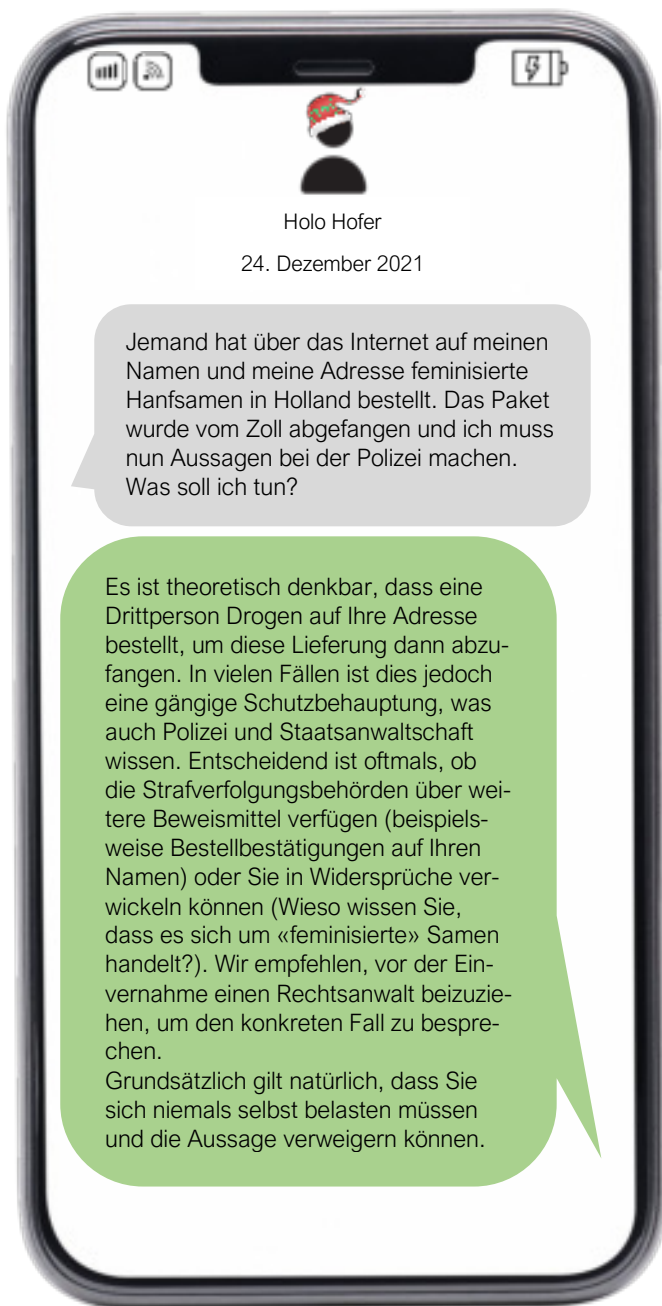 Holo Hofer
24. Dezember 2021
Jemand hat über das Internet auf meinen
Namen und meine Adresse feminisierte
Hanfsamen in Holland bestellt. Das Paket
wurde vom Zoll abgefangen und ich muss
nun Aussagen bei der Polizei machen.
Was soll ich tun?
Es ist theoretisch denkbar, dass eine
Drittperson Drogen auf Ihre Adresse
bestellt, um diese Lieferung dann abzu-
fangen. In vielen Fällen ist dies jedoch
eine gängige Schutzbehauptung, was
auch Polizei und Staatsanwaltschaft
wissen. Entscheidend ist oftmals, ob
die Strafverfolgungsbehörden über wei-
tere Beweismittel verfügen (beispiels-
weise Bestellbestätigungen auf Ihren
Namen) oder Sie in Widersprüche ver-
wickeln können (Wieso wissen Sie,
dass es sich um «feminisierte» Samen
handelt?). Wir empfehlen, vor der Ein-
vernahme einen Rechtsanwalt beizuzie-
hen, um den konkreten Fall zu bespre-
chen.
Grundsätzlich gilt natürlich, dass Sie
sich niemals selbst belasten müssen
und die Aussage verweigern können.